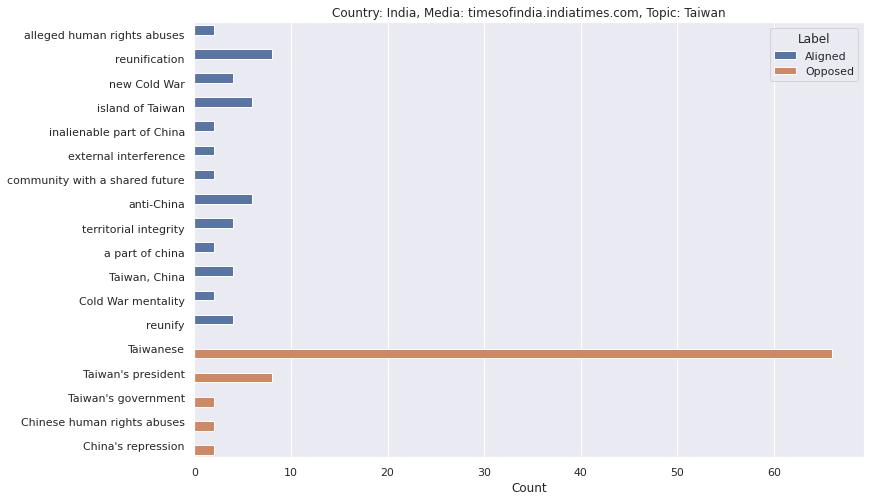 Country: India, Media: timesofindia.indiatimes.com, Topic: Taiwan
Label
Aligned
Opposed
alleged human rights abuses
reunification
new Cold War
island of Taiwan
inalienable part of China
external interference
community with a shared future
anti-China
territorial integrity
a part of china
Taiwan, China
Cold War mentality
reunify
Taiwanese
Taiwan's president
Taiwan's government
Chinese human rights abuses
China's repression
0 10 20 30 40 50 60
Count